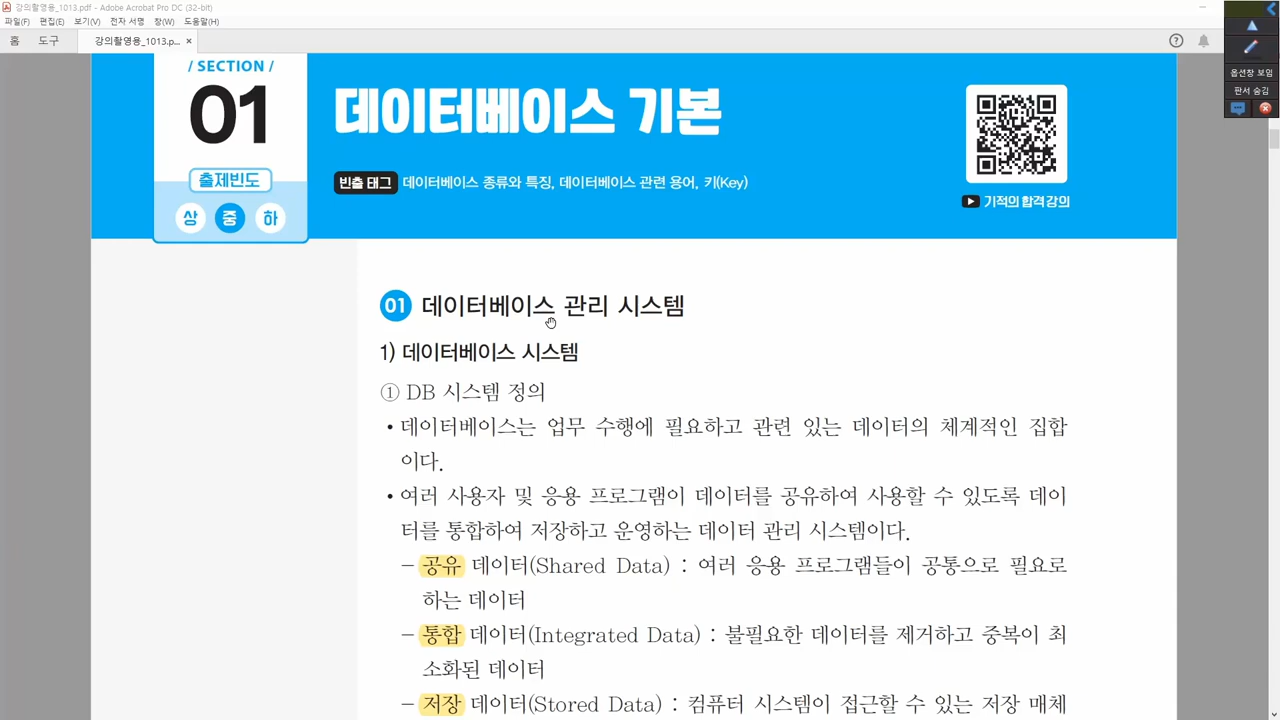 강의촬영용_1013.pdf - Adobe Acrobat Pro DC (32-bit)
파일(F) 편집(E) 보기(V) 전자 서명 창(W) 도움말(H)
홈 도구 강의촬영용_1013.p... ×
옵션창 보임
판서 숨김
/ SECTION /
01
데이터베이스 기본
출제빈도
상 중 하
빈출 태그 데이터베이스 종류와 특징, 데이터베이스 관련 용어, 키(Key)
기적의 합격 강의
01 데이터베이스 관리 시스템
1) 데이터베이스 시스템
① DB 시스템 정의
• 데이터베이스는 업무 수행에 필요하고 관련 있는 데이터의 체계적인 집합
이다.
• 여러 사용자 및 응용 프로그램이 데이터를 공유하여 사용할 수 있도록 데이
터를 통합하여 저장하고 운영하는 데이터 관리 시스템이다.
– 공유 데이터(Shared Data) : 여러 응용 프로그램들이 공통으로 필요로
하는 데이터
– 통합 데이터(Integrated Data) : 불필요한 데이터를 제거하고 중복이 최
소화된 데이터
– 저장 데이터(Stored Data) : 컴퓨터 시스템이 접근할 수 있는 저장 매체